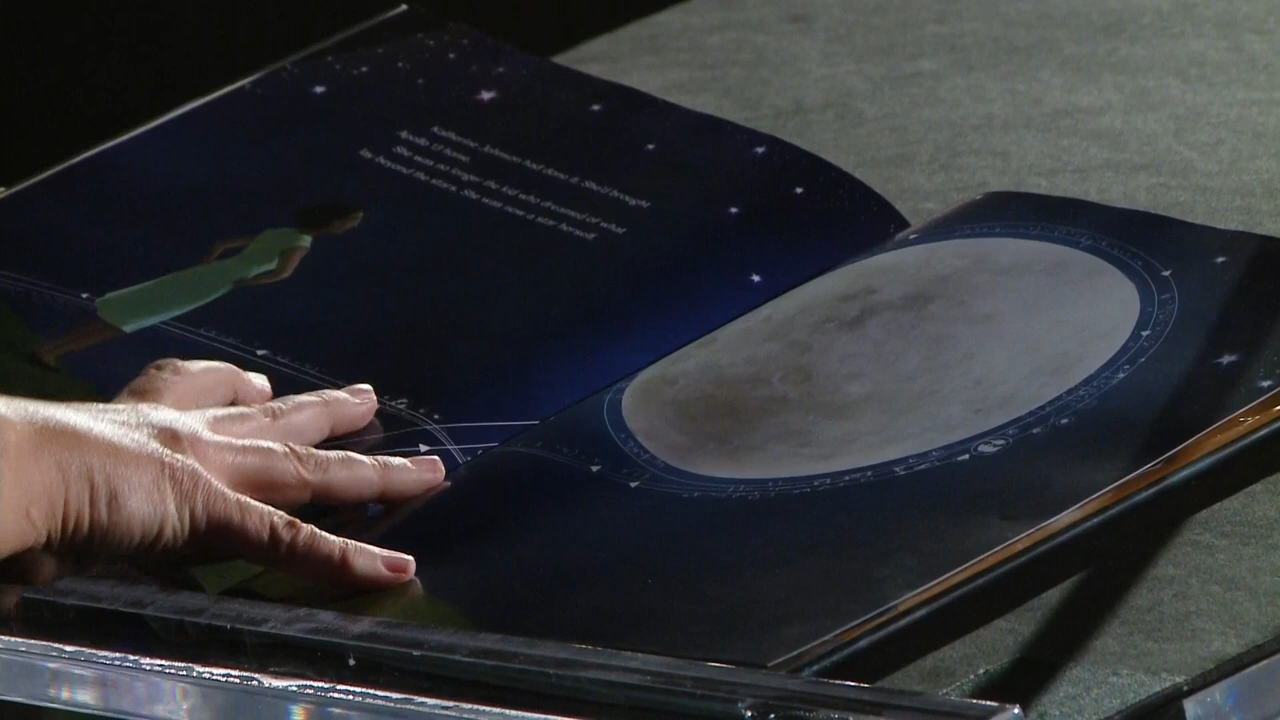 Katherine Johnson had done it. She'd brought
Apollo 13 home.
She was no longer the kid who dreamed of what
lay beyond the stars. She was now a star herself.